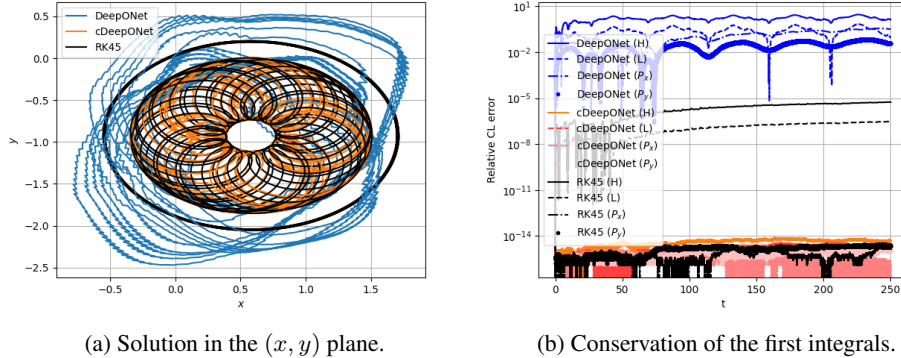 DeepONet
cDeepONet
RK45
0.5
0.0
−0.5
−1.0
−1.5
−2.0
−2.5
y
−0.5 0.0 0.5 1.0 1.5
x
(a) Solution in the (x, y) plane.
10¹
10⁻²
10⁻⁵
10⁻⁸
10⁻¹¹
10⁻¹⁴
Relative CL error
DeepONet (H)
DeepONet (L)
DeepONet (Pₓ)
DeepONet (P_y)
cDeepONet (H)
cDeepONet (L)
cDeepONet (Pₓ)
cDeepONet (P_y)
RK45 (H)
RK45 (L)
RK45 (Pₓ)
RK45 (P_y)
0 50 100 150 200 250
t
(b) Conservation of the first integrals.